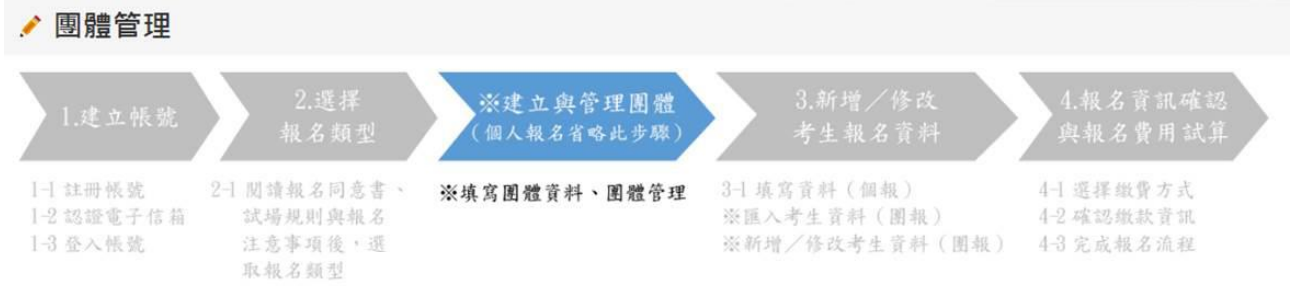 團體管理
1.建立帳號
2.選擇
報名類型
※建立與管理團體
(個人報名省略此步驟)
3.新增／修改
考生報名資料
4.報名資訊確認
與報名費用試算
1-1 註冊帳號
1-2 認證電子信箱
1-3 登入帳號
2-1 閱讀報名同意書、
試場規則與報名
注意事項後，選
取報名類型
※填寫團體資料、團體管理
3-1 填寫資料（個報）
※匯入考生資料（團報）
※新增／修改考生資料（團報）
4-1 選擇繳費方式
4-2 確認繳款資訊
4-3 完成報名流程